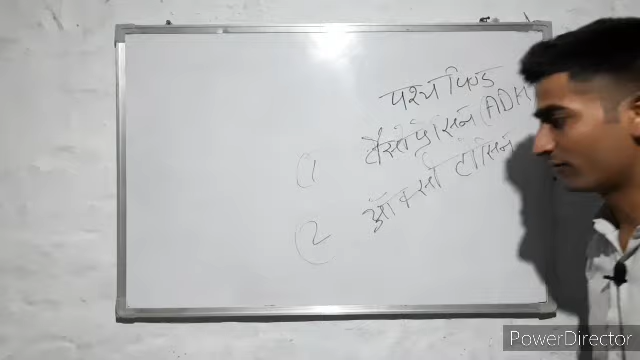 पश्च पिण्ड
(1 वैसोप्रेसिन (ADH)
(2 ऑक्सीटोसिन
PowerDirector